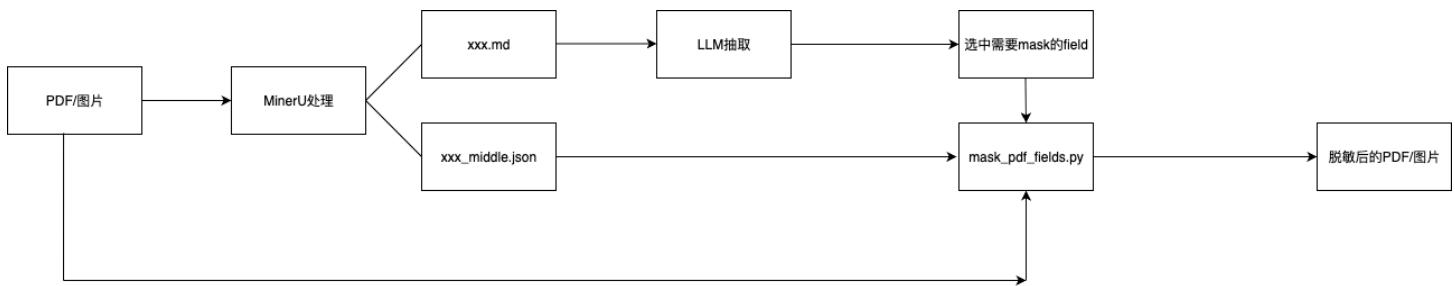 PDF/图片
MinerU处理
xxx.md
LLM抽取
选中需要mask的field
xxx_middle.json
mask_pdf_fields.py
脱敏后的PDF/图片